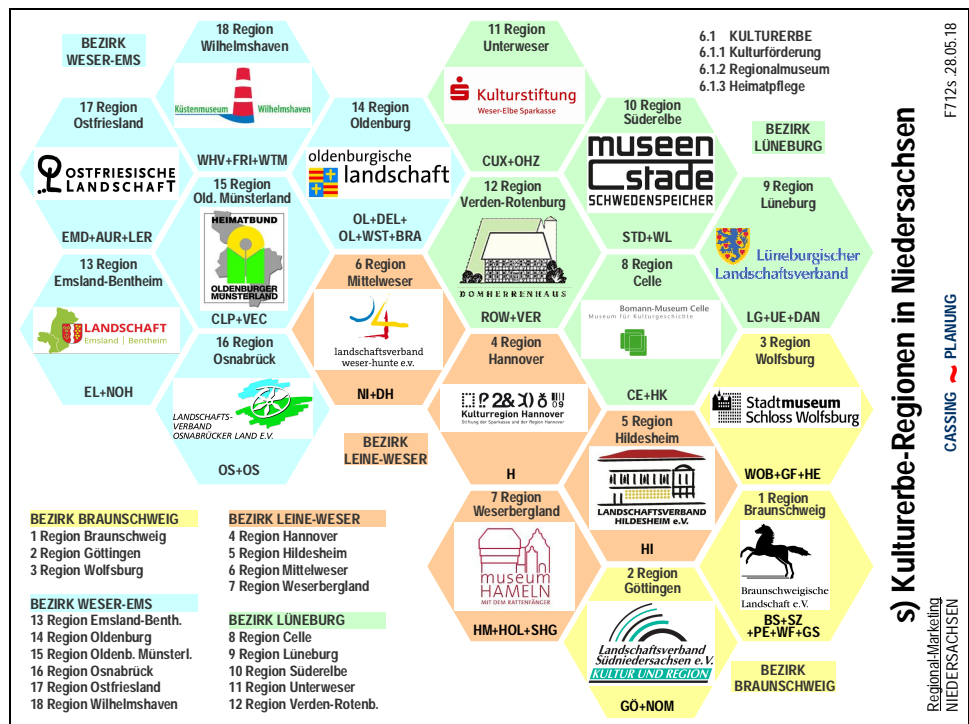 BEZIRK
WESER-EMS
18 Region
Wilhelmshaven
Küstenmuseum Wilhelmshaven
WHV+FRI+WTM
11 Region
Unterweser
Kulturstiftung
Weser-Elbe Sparkasse
CUX+OHZ
6.1 KULTURERBE
6.1.1 Kulturförderung
6.1.2 Regionalmuseum
6.1.3 Heimatpflege
17 Region
Ostfriesland
OSTFRIESISCHE
LANDSCHAFT
EMD+AUR+LER
14 Region
Oldenburg
oldenburgische
landschaft
OL+DEL+
OL+WST+BRA
10 Region
Süderelbe
museen
stade
SCHWEDENSPEICHER
STD+WL
BEZIRK
LÜNEBURG
15 Region
Old. Münsterland
HEIMATBUND
OLDENBURGER
MÜNSTERLAND
CLP+VEC
12 Region
Verden-Rotenburg
DOMHERRENHAUS
ROW+VER
9 Region
Lüneburg
Lüneburgischer
Landschaftsverband
LG+UE+DAN
13 Region
Emsland-Bentheim
LANDSCHAFT
Emsland | Bentheim
EL+NOH
6 Region
Mittelweser
landschaftsverband
weser-hunte e.v.
NI+DH
8 Region
Celle
Bomann-Museum Celle
Museum für Kulturgeschichte
CE+HK
16 Region
Osnabrück
LANDSCHAFTS-
VERBAND
OSNABRÜCKER LAND E.V.
OS+OS
4 Region
Hannover
Kulturregion Hannover
Stiftung der Sparkasse und der Region Hannover
H
3 Region
Wolfsburg
Stadtmuseum
Schloss Wolfsburg
WOB+GF+HE
BEZIRK
LEINE-WESER
5 Region
Hildesheim
LANDSCHAFTSVERBAND
HILDESHEIM e.V.
HI
7 Region
Weserbergland
museum
HAMELN
MIT DEM RATTENFÄNGER
HM+HOL+SHG
1 Region
Braunschweig
Braunschweigische
Landschaft e.V.
BS+SZ
+PE+WF+GS
2 Region
Göttingen
Landschaftsverband
Südniedersachsen e.V.
KULTUR UND REGION
GÖ+NOM
BEZIRK
BRAUNSCHWEIG
BEZIRK BRAUNSCHWEIG
1 Region Braunschweig
2 Region Göttingen
3 Region Wolfsburg
BEZIRK LEINE-WESER
4 Region Hannover
5 Region Hildesheim
6 Region Mittelweser
7 Region Weserbergland
BEZIRK WESER-EMS
13 Region Emsland-Benth.
14 Region Oldenburg
15 Region Oldenb. Münsterl.
16 Region Osnabrück
17 Region Ostfriesland
18 Region Wilhelmshaven
BEZIRK LÜNEBURG
8 Region Celle
9 Region Lüneburg
10 Region Süderelbe
11 Region Unterweser
12 Region Verden-Rotenb.
s) Kulturerbe-Regionen in Niedersachsen
Regional-Marketing
NIEDERSACHSEN
CASSING ~ PLANUNG
F712s.28.05.18